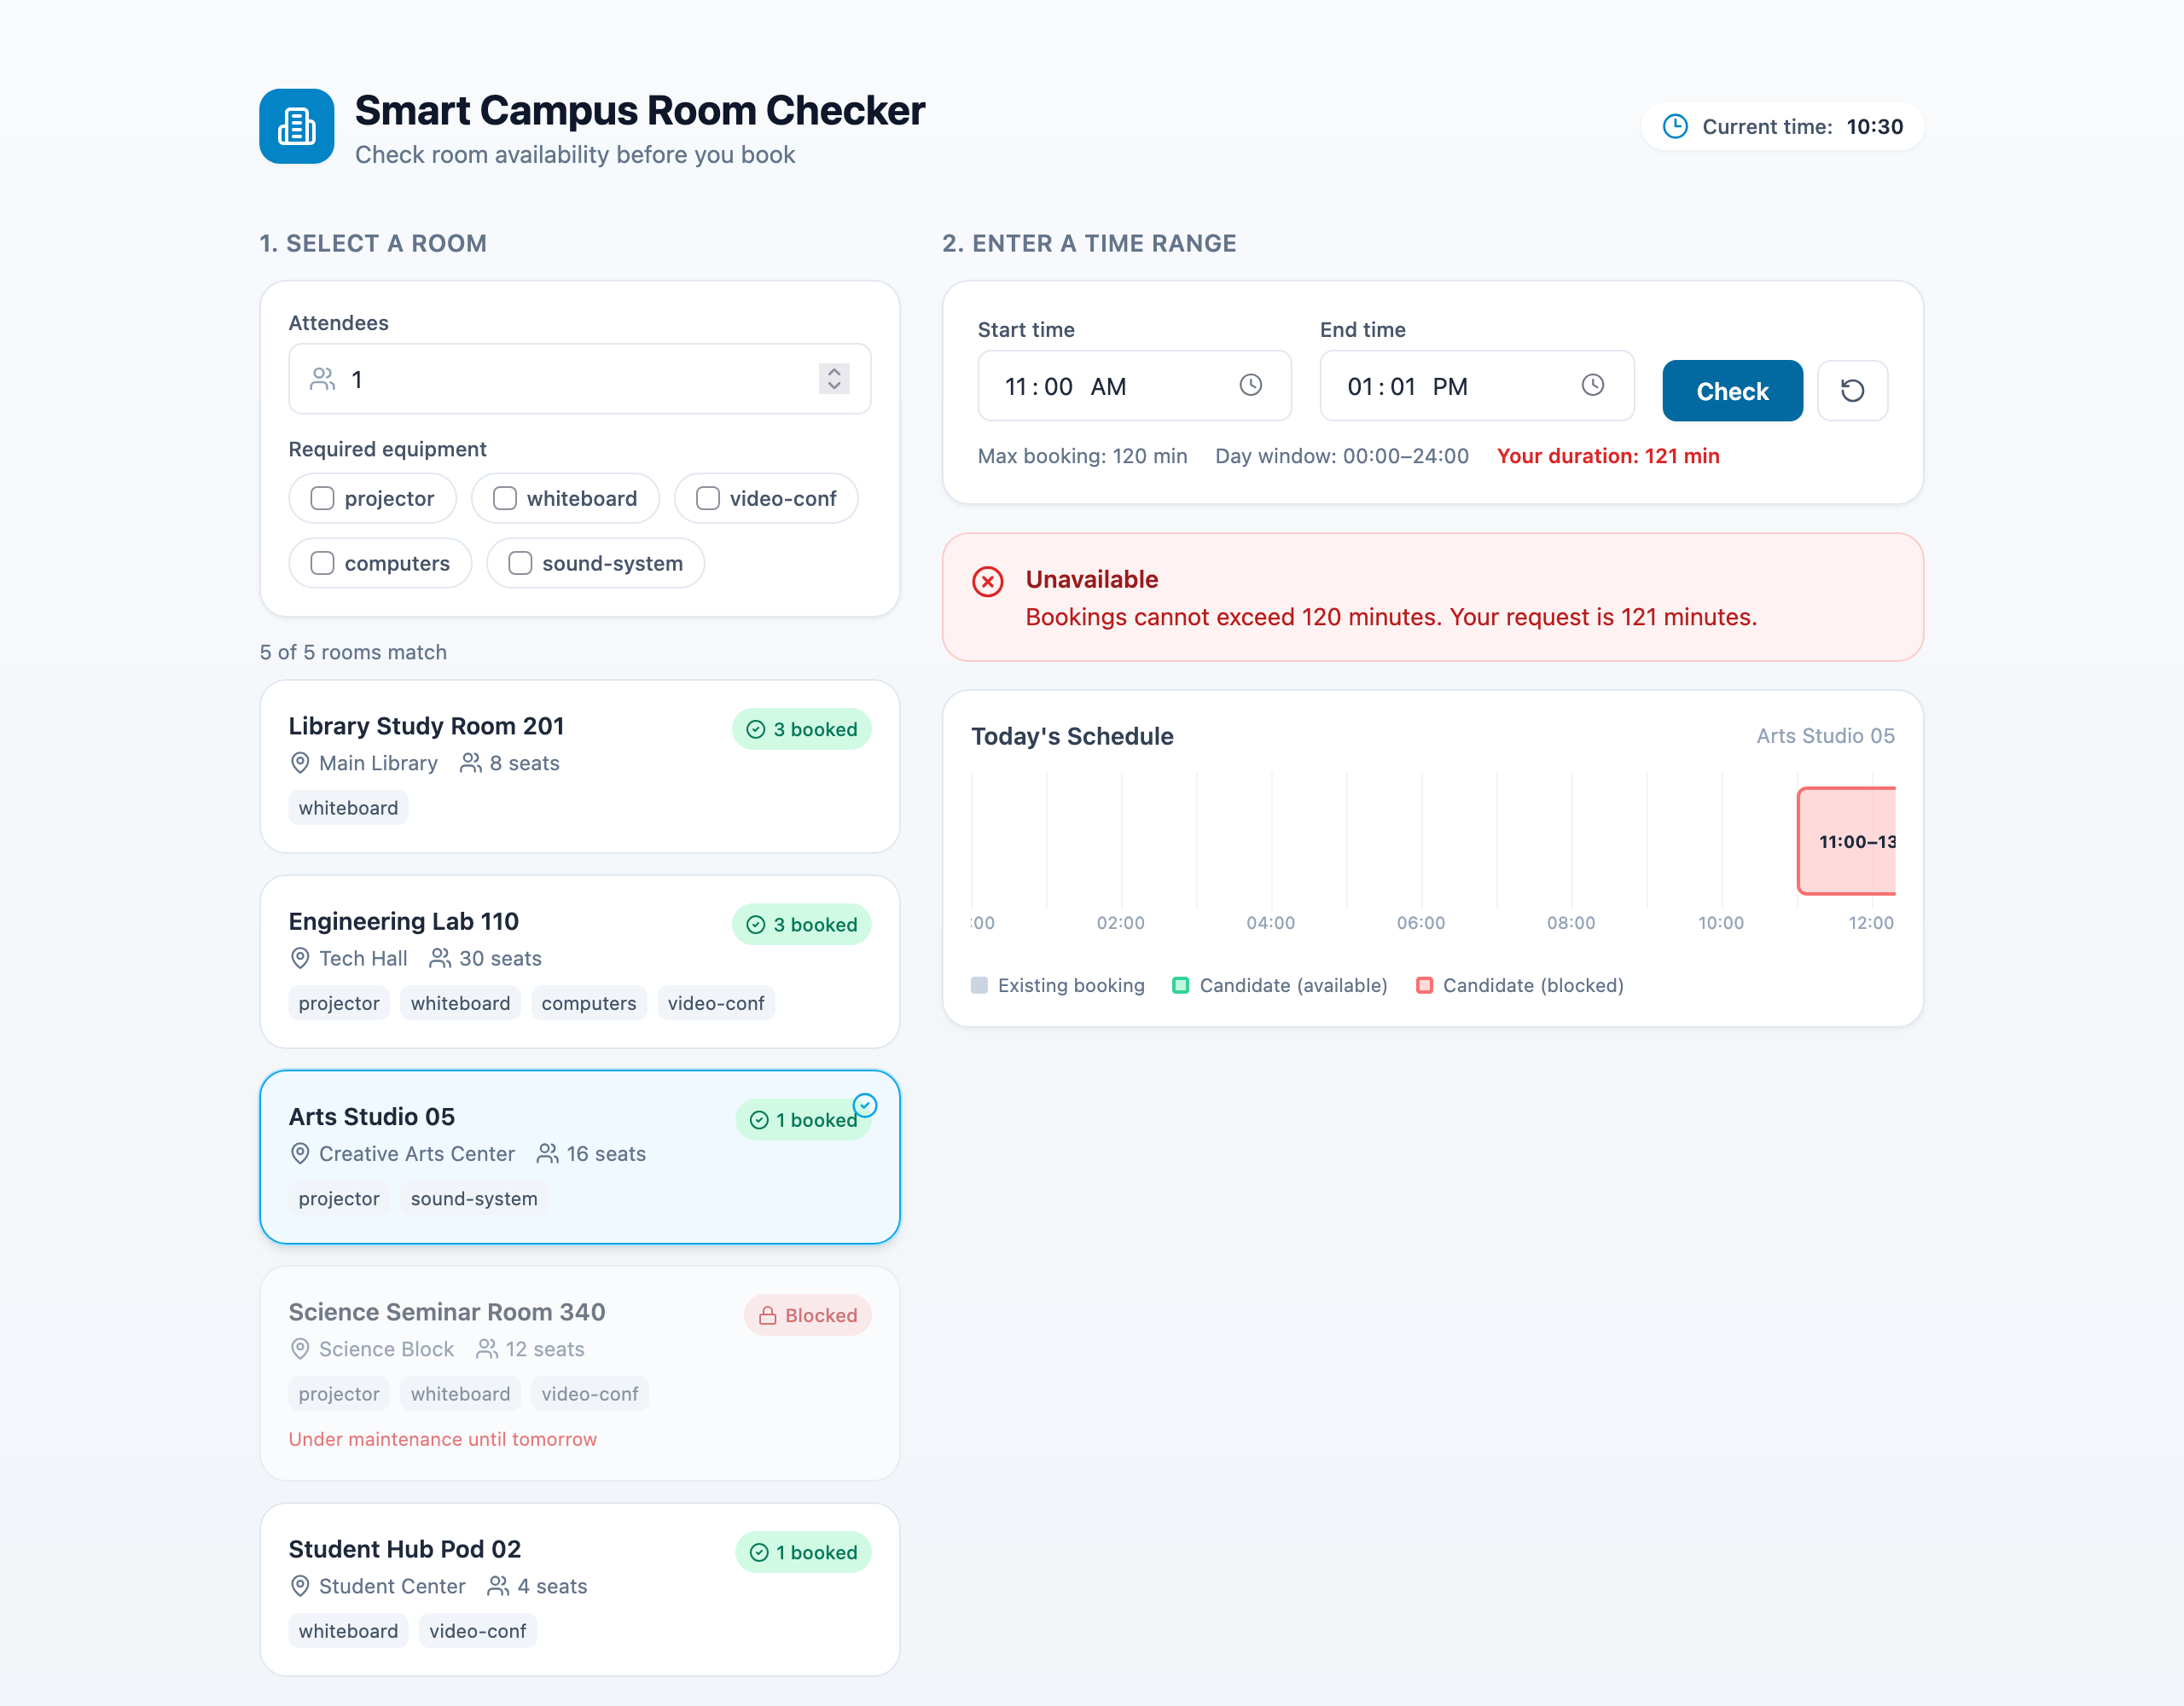 Smart Campus Room Checker
Check room availability before you book
Current time: 10:30
1. SELECT A ROOM
Attendees
1
Required equipment
projector
whiteboard
video-conf
computers
sound-system
5 of 5 rooms match
Library Study Room 201
3 booked
Main Library
8 seats
whiteboard
Engineering Lab 110
3 booked
Tech Hall
30 seats
projector
whiteboard
computers
video-conf
Arts Studio 05
1 booked
Creative Arts Center
16 seats
projector
sound-system
Science Seminar Room 340
Blocked
Science Block
12 seats
projector
whiteboard
video-conf
Under maintenance until tomorrow
Student Hub Pod 02
1 booked
Student Center
4 seats
whiteboard
video-conf
2. ENTER A TIME RANGE
Start time
11:00 AM
End time
01:01 PM
Check
Max booking: 120 min
Day window: 00:00–24:00
Your duration: 121 min
Unavailable
Bookings cannot exceed 120 minutes. Your request is 121 minutes.
Today's Schedule
Arts Studio 05
11:00–13
:00
02:00
04:00
06:00
08:00
10:00
12:00
Existing booking
Candidate (available)
Candidate (blocked)